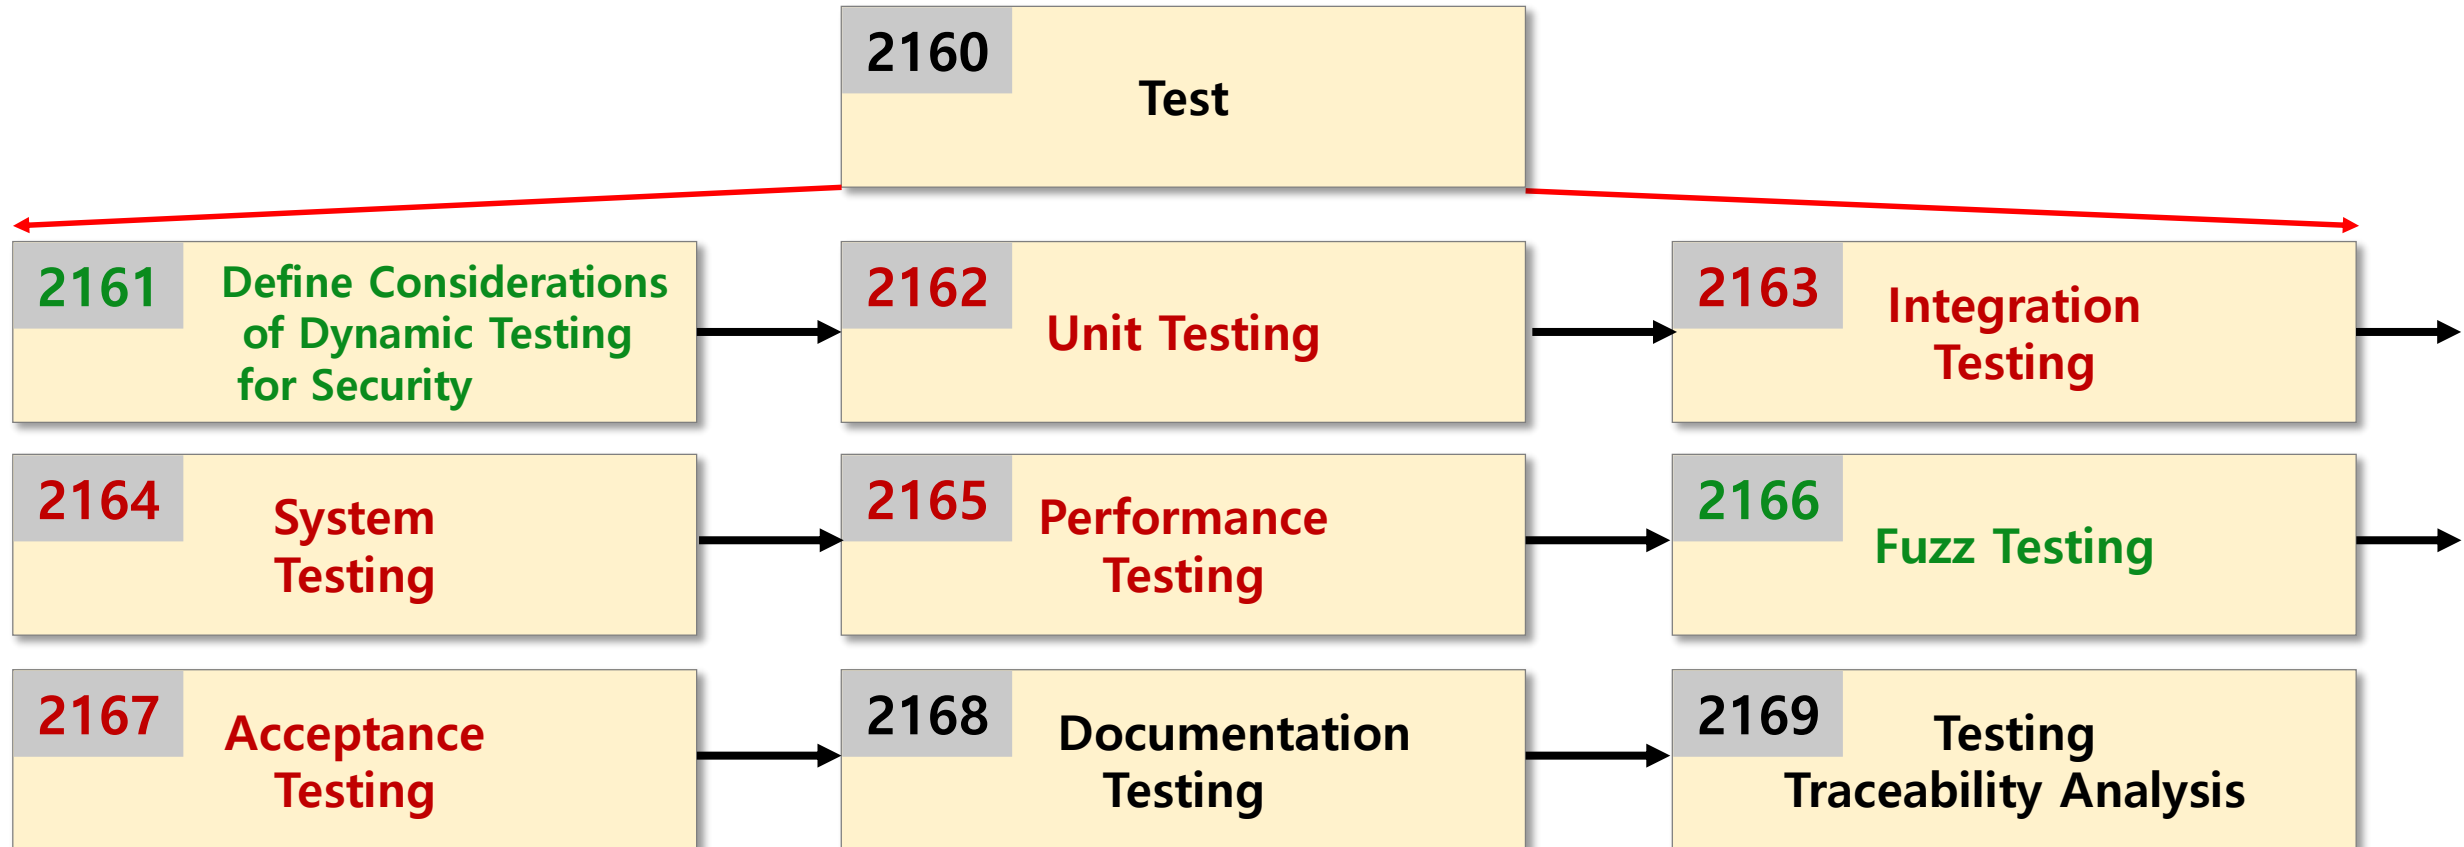 2160
Test
2161
Define Considerations
of Dynamic Testing
for Security
2162
Unit Testing
2163
Integration
Testing
2164
System
Testing
2165
Performance
Testing
2166
Fuzz Testing
2167
Acceptance
Testing
2168
Documentation
Testing
2169
Testing
Traceability Analysis